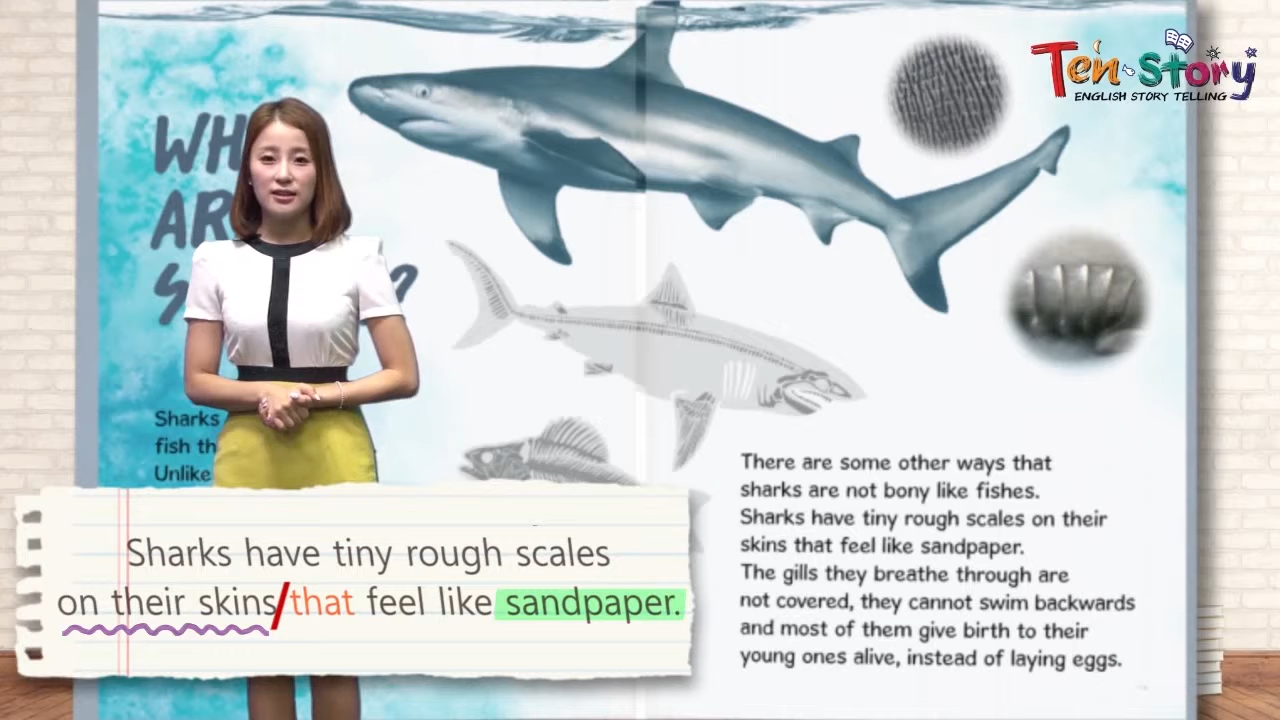 Ten Story
ENGLISH STORY TELLING
WH
AR
S ?
Sharks
fish th
Unlike
There are some other ways that
sharks are not bony like fishes.
Sharks have tiny rough scales on their
skins that feel like sandpaper.
The gills they breathe through are
not covered, they cannot swim backwards
and most of them give birth to their
young ones alive, instead of laying eggs.
Sharks have tiny rough scales
on their skins/that feel like sandpaper.